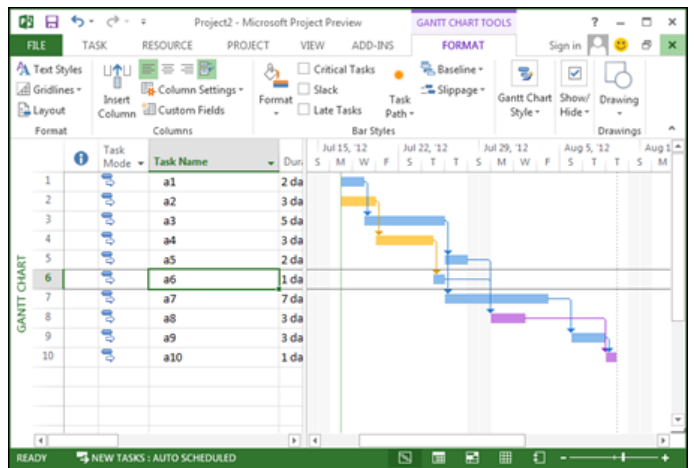 Project2 - Microsoft Project Preview
GANTT CHART TOOLS
?
FILE TASK RESOURCE PROJECT VIEW ADD-INS FORMAT Sign in
Text Styles
Gridlines
Layout
Format
Insert Column
Column Settings
Custom Fields
Columns
Format
Critical Tasks
Slack
Late Tasks
Task Path
Baseline
Slippage
Bar Styles
Gantt Chart Style
Show/ Hide
Drawing
Drawings
Task Mode
Task Name
Dura
Jul 15, '12 Jul 22, '12 Jul 29, '12 Aug 5, '12 Aug 1
S M W F S T T S M W F S T T S M
1 a1 2 da
2 a2 3 da
3 a3 5 da
4 a4 3 da
5 a5 2 da
6 a6 1 da
7 a7 7 da
8 a8 3 da
9 a9 3 da
10 a10 1 da
GANTT CHART
READY NEW TASKS : AUTO SCHEDULED